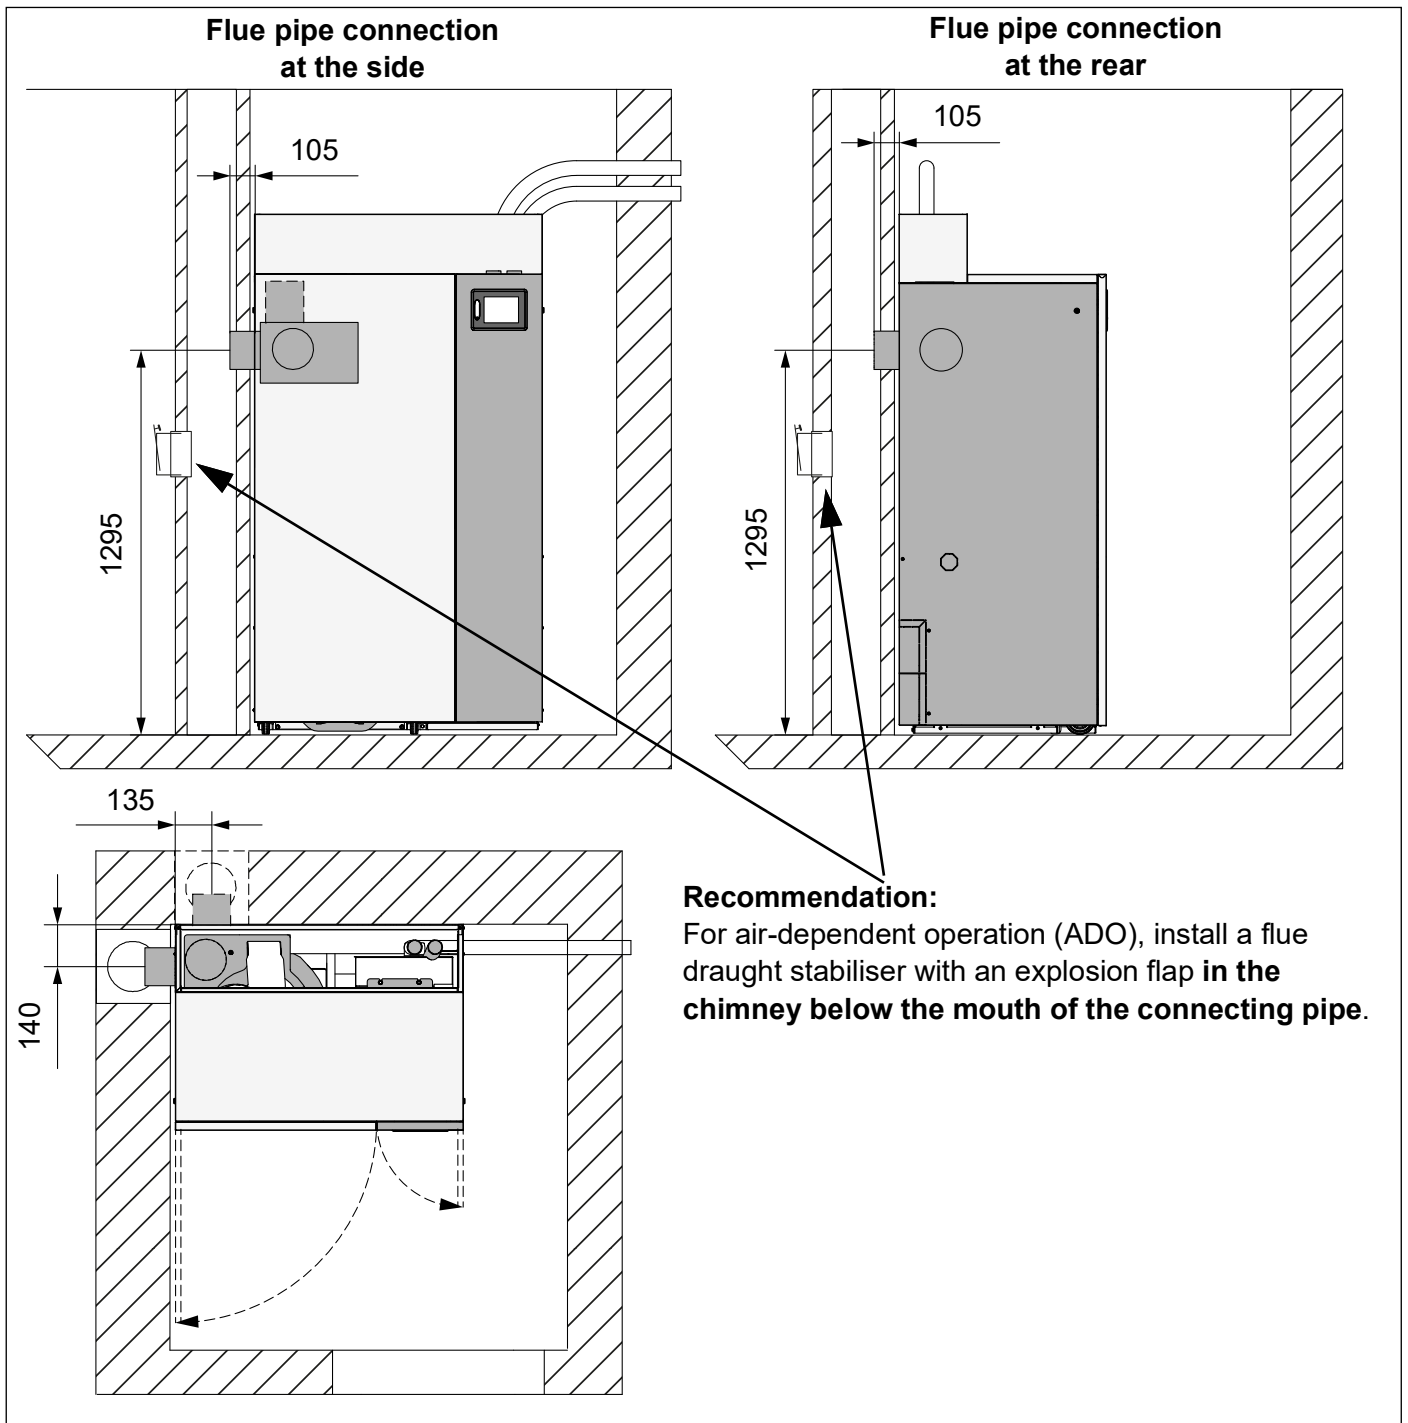 Flue pipe connection
at the side
Flue pipe connection
at the rear
105
105
1295
1295
135
140
Recommendation:
For air-dependent operation (ADO), install a flue
draught stabiliser with an explosion flap in the
chimney below the mouth of the connecting pipe.